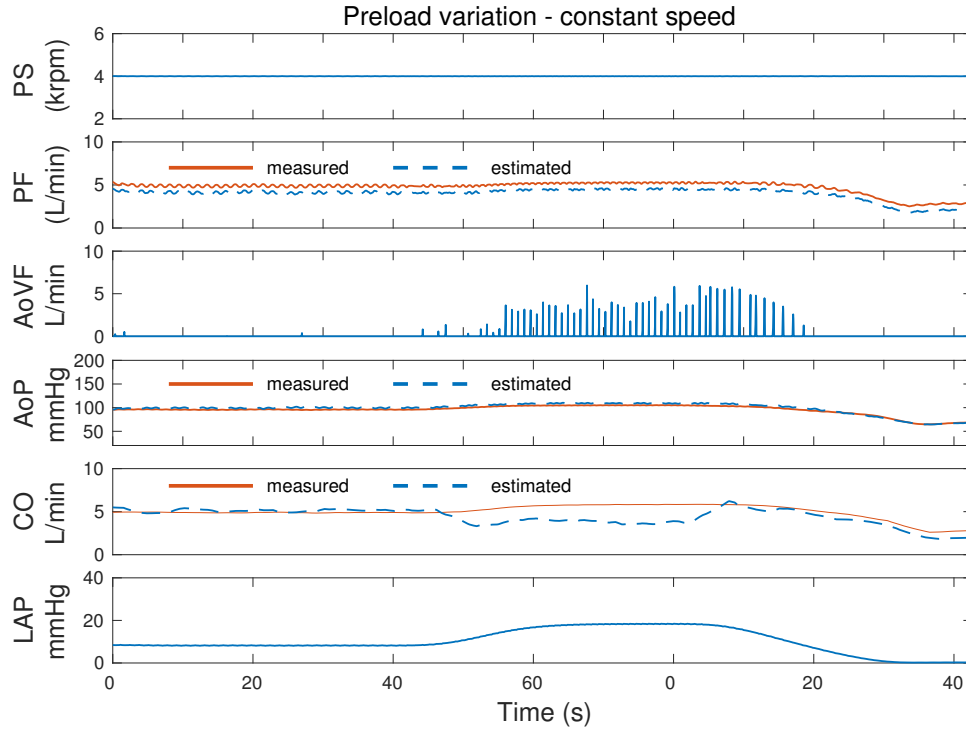 Preload variation - constant speed
PS
(krpm)
6
4
2
PF
(L/min)
10
5
0
measured
estimated
AoVF
L/min
10
5
0
AoP
mmHg
200
150
100
50
measured
estimated
CO
L/min
10
5
0
measured
estimated
LAP
mmHg
40
20
0
0 20 40 60 0 20 40
Time (s)